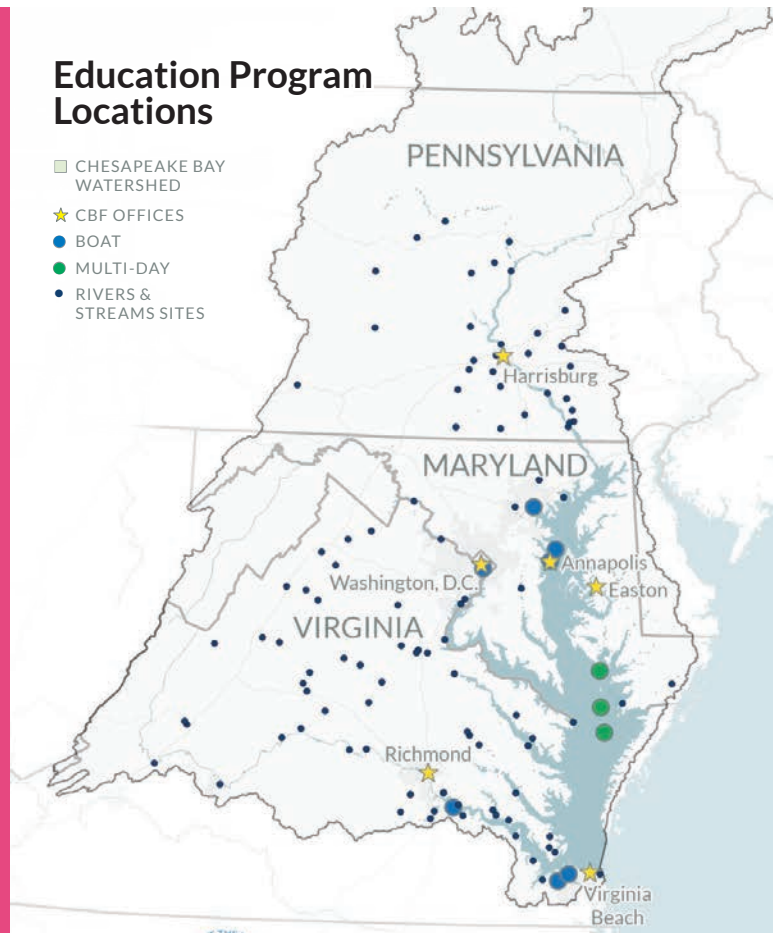 Education Program
Locations
CHESAPEAKE BAY
WATERSHED
CBF OFFICES
BOAT
MULTI-DAY
RIVERS &
STREAMS SITES
PENNSYLVANIA
Harrisburg
MARYLAND
Annapolis
Washington, D.C.
Easton
VIRGINIA
Richmond
Virginia
Beach